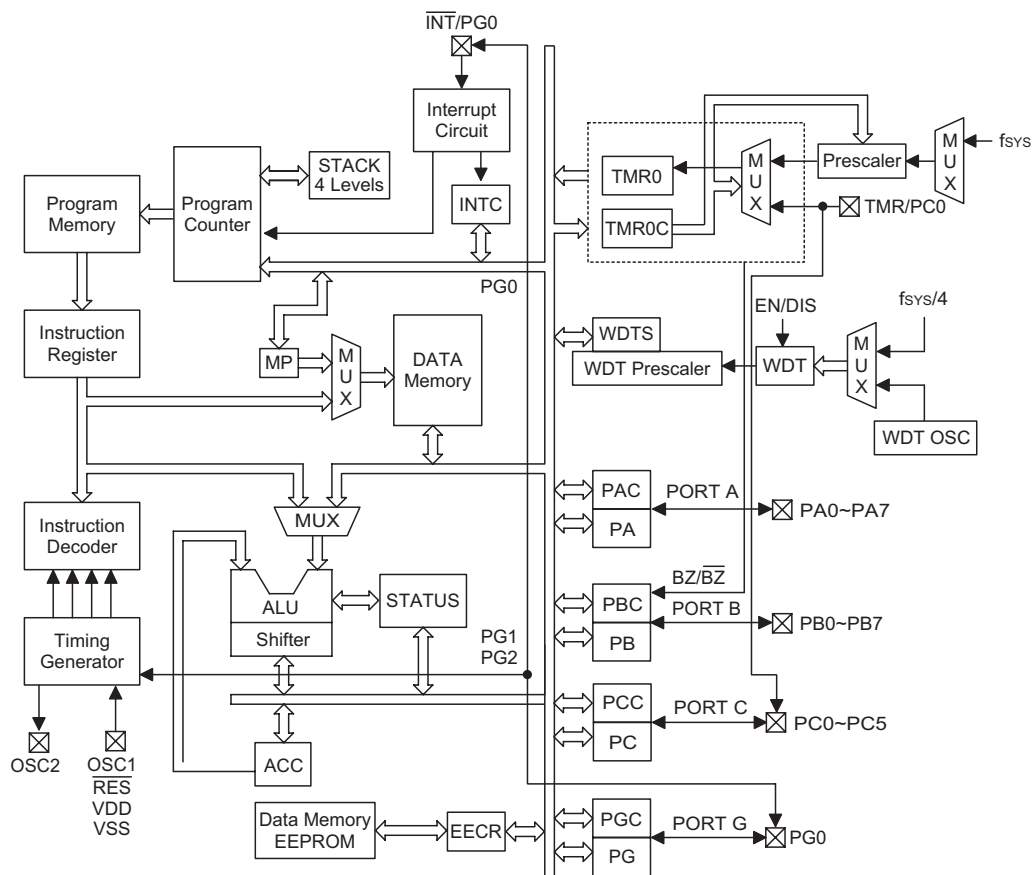 INT/PG0
Interrupt
Circuit
STACK
4 Levels
INTC
Program
Memory
Program
Counter
PG0
Instruction
Register
MP
M
U
X
DATA
Memory
MUX
Instruction
Decoder
ALU
Shifter
STATUS
PG1
PG2
Timing
Generator
OSC2
OSC1
RES
VDD
VSS
ACC
Data Memory
EEPROM
EECR
TMR0
TMR0C
M
U
X
Prescaler
M
U
X
fSYS
TMR/PC0
WDTS
WDT Prescaler
EN/DIS
WDT
M
U
X
fSYS/4
WDT OSC
PAC
PA
PORT A
PA0~PA7
BZ/BZ
PBC
PB
PORT B
PB0~PB7
PCC
PC
PORT C
PC0~PC5
PGC
PG
PORT G
PG0